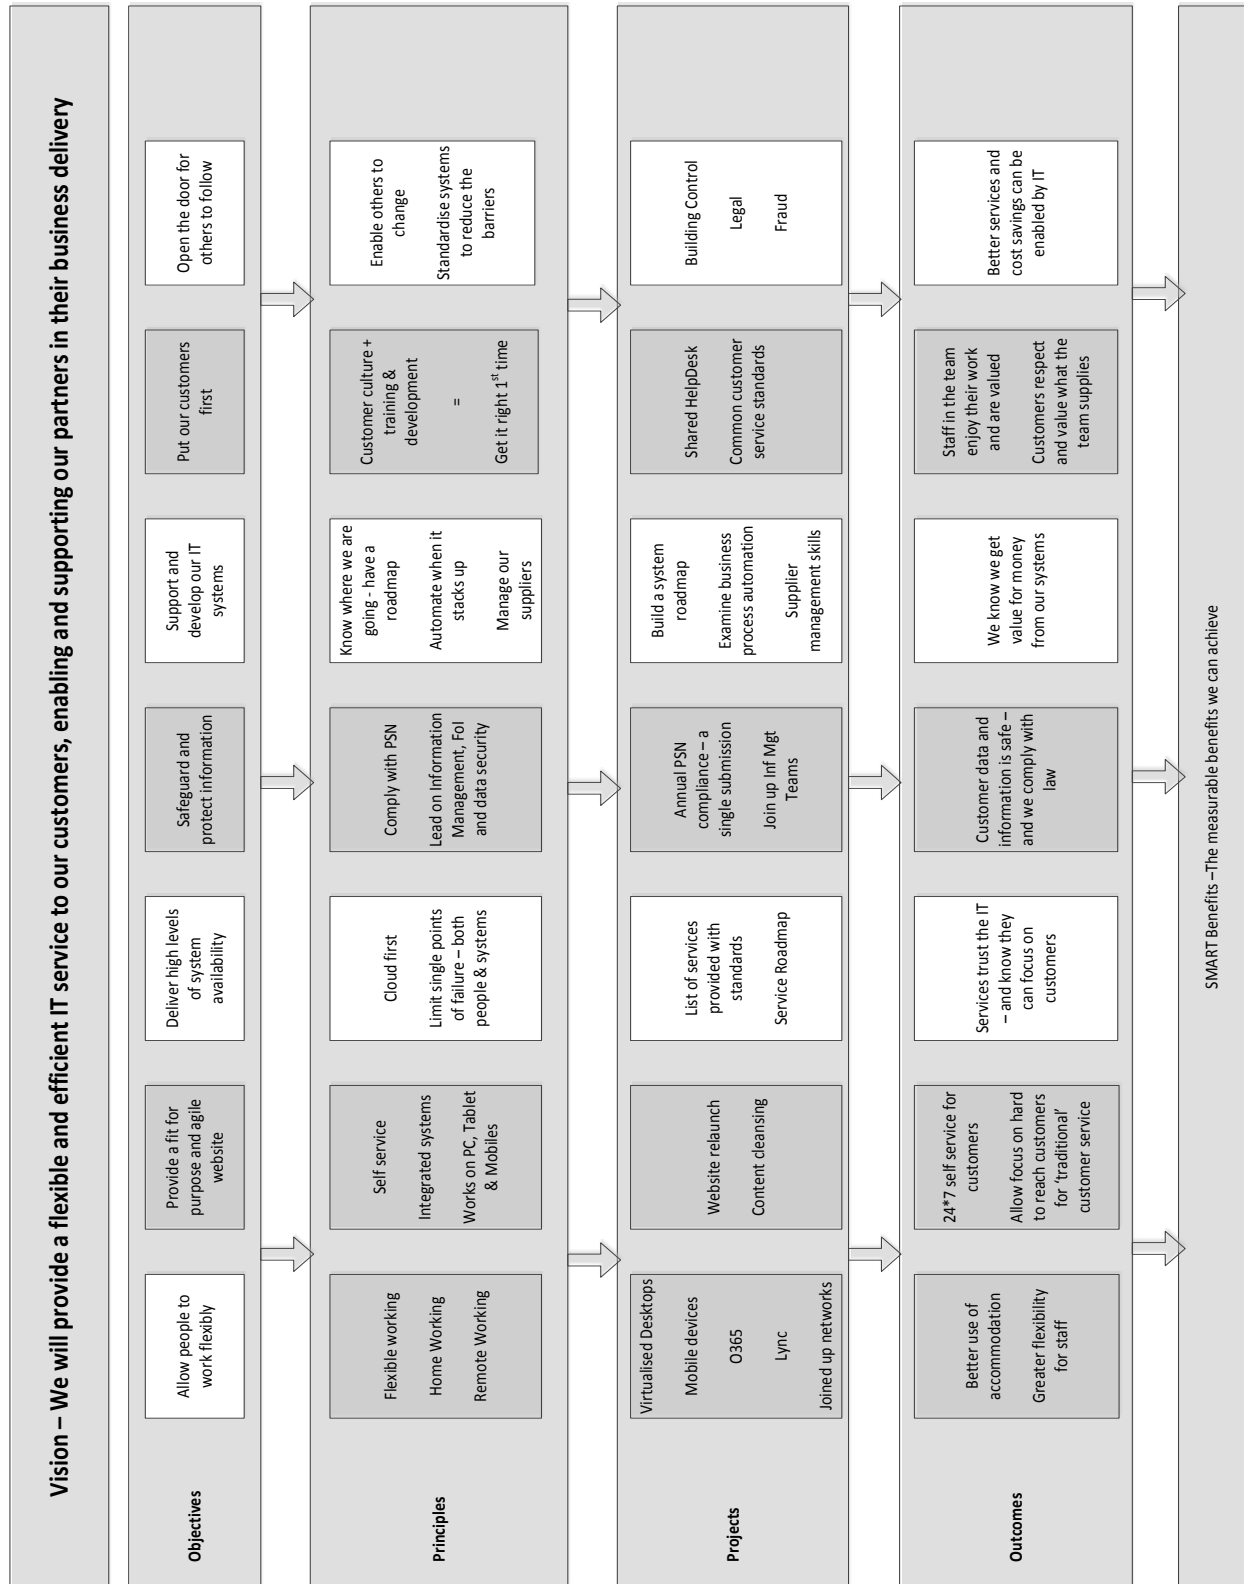 Vision – We will provide a flexible and efficient IT service to our customers, enabling and supporting our partners in their business delivery
Objectives
Allow people to
work flexibly
Provide a fit for
purpose and agile
website
Deliver high levels
of system
availability
Safeguard and
protect information
Support and
develop our IT
systems
Put our customers
first
Open the door for
others to follow
Principles
Flexible working
Home Working
Remote Working
Self service
Integrated systems
Works on PC, Tablet
& Mobiles
Cloud first
Limit single points
of failure – both
people & systems
Comply with PSN
Lead on Information
Management, FoI
and data security
Know where we are
going - have a
roadmap
Automate when it
stacks up
Manage our
suppliers
Customer culture +
training &
development
=
Get it right 1st time
Enable others to
change
Standardise systems
to reduce the
barriers
Projects
Virtualised Desktops
Mobile devices
O365
Lync
Joined up networks
Website relaunch
Content cleansing
List of services
provided with
standards
Service Roadmap
Annual PSN
compliance – a
single submission
Join up Inf Mgt
Teams
Build a system
roadmap
Examine business
process automation
Supplier
management skills
Shared HelpDesk
Common customer
service standards
Building Control
Legal
Fraud
Outcomes
Better use of
accommodation
Greater flexibility
for staff
24*7 self service for
customers
Allow focus on hard
to reach customers
for ‘traditional’
customer service
Services trust the IT
– and know they
can focus on
customers
Customer data and
information is safe –
and we comply with
law
We know we get
value for money
from our systems
Staff in the team
enjoy their work
and are valued
Customers respect
and value what the
team supplies
Better services and
cost savings can be
enabled by IT
SMART Benefits –The measurable benefits we can achieve